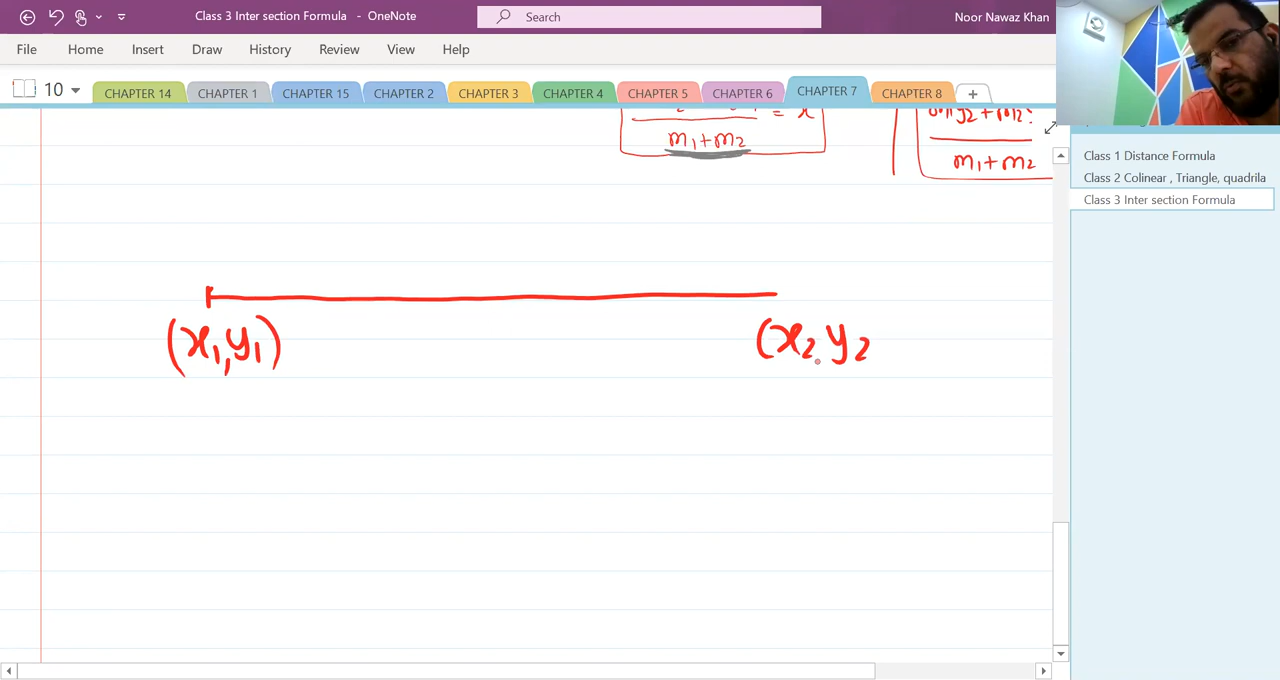 Class 3 Inter section Formula - OneNote
Search
Noor Nawaz Khan
File Home Insert Draw History Review View Help
10 CHAPTER 14 CHAPTER 1 CHAPTER 15 CHAPTER 2 CHAPTER 3 CHAPTER 4 CHAPTER 5 CHAPTER 6 CHAPTER 7 CHAPTER 8 +
= x
m₁+m₂
y₂+m₂
m₁+m₂
Class 1 Distance Formula
Class 2 Colinear , Triangle, quadrila
Class 3 Inter section Formula
(x₁,y₁)
(x₂ y₂